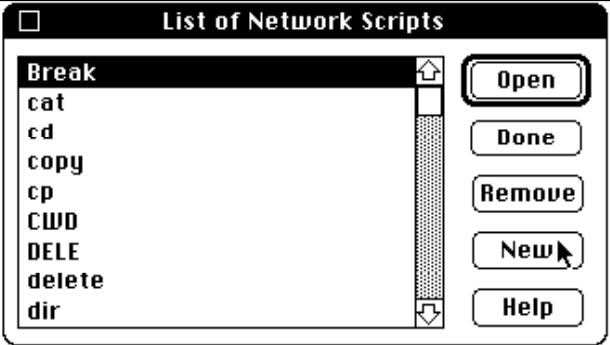 List of Network Scripts
Break
cat
cd
copy
cp
CWD
DELE
delete
dir
Open
Done
Remove
New
Help